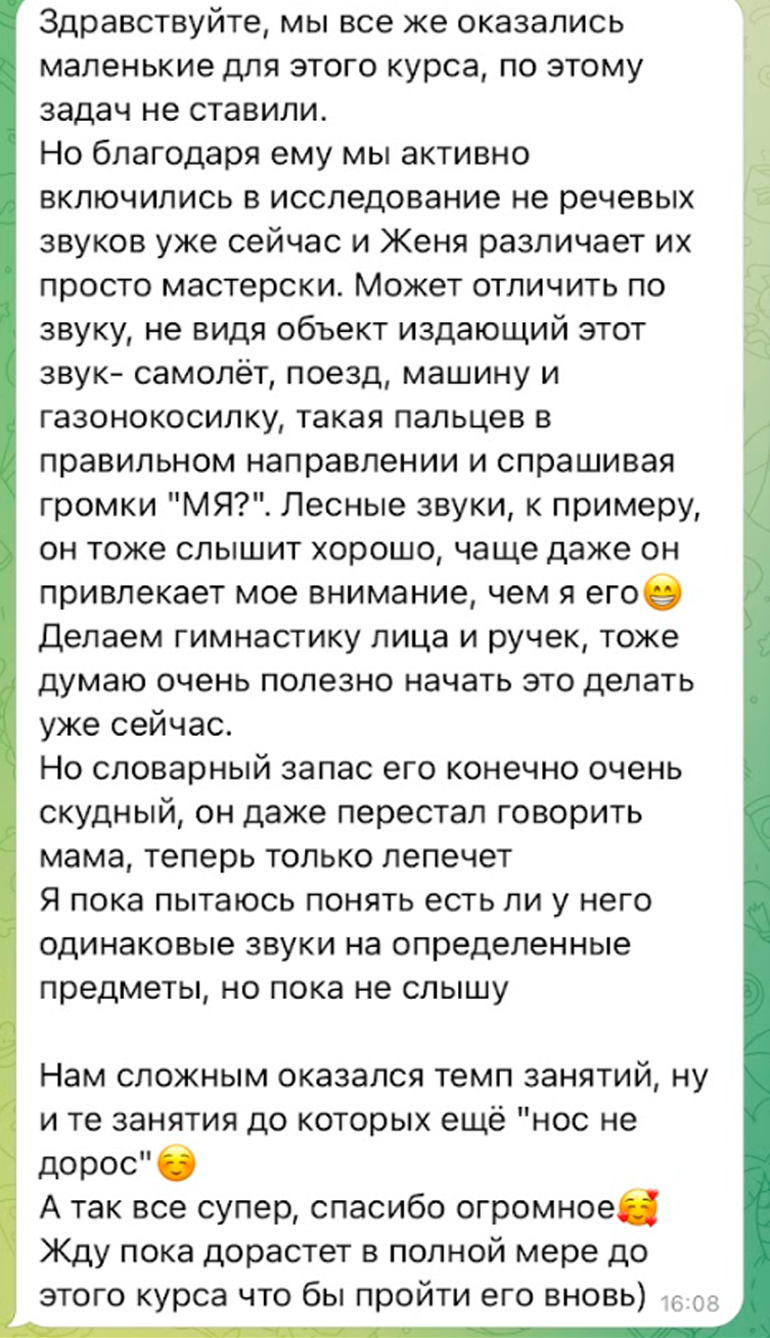 Здравствуйте, мы все же оказались
маленькие для этого курса, по этому
задач не ставили.
Но благодаря ему мы активно
включились в исследование не речевых
звуков уже сейчас и Женя различает их
просто мастерски. Может отличить по
звуку, не видя объект издающий этот
звук- самолёт, поезд, машину и
газонокосилку, такая пальцев в
правильном направлении и спрашивая
громки "МЯ?". Лесные звуки, к примеру,
он тоже слышит хорошо, чаще даже он
привлекает мое внимание, чем я его😁
Делаем гимнастику лица и ручек, тоже
думаю очень полезно начать это делать
уже сейчас.
Но словарный запас его конечно очень
скудный, он даже перестал говорить
мама, теперь только лепечет
Я пока пытаюсь понять есть ли у него
одинаковые звуки на определенные
предметы, но пока не слышу
Нам сложным оказался темп занятий, ну
и те занятия до которых ещё "нос не
дорос"☺️
А так все супер, спасибо огромное🥰
Жду пока дорастет в полной мере до
этого курса что бы пройти его вновь) 16:08